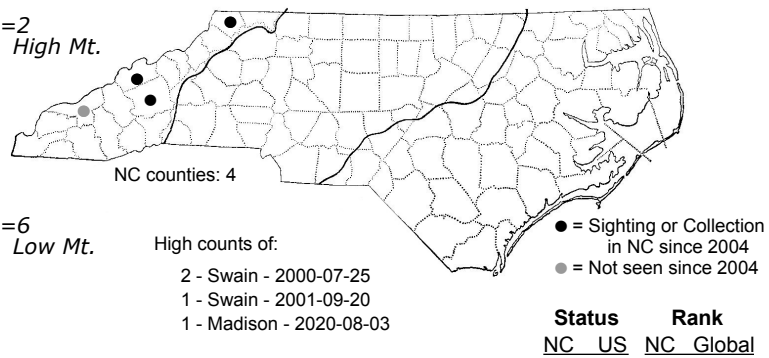 =2
High Mt.
NC counties: 4
=6
Low Mt.
High counts of:
2 - Swain - 2000-07-25
1 - Swain - 2001-09-20
1 - Madison - 2020-08-03
● = Sighting or Collection
in NC since 2004
● = Not seen since 2004
Status Rank
NC US NC Global